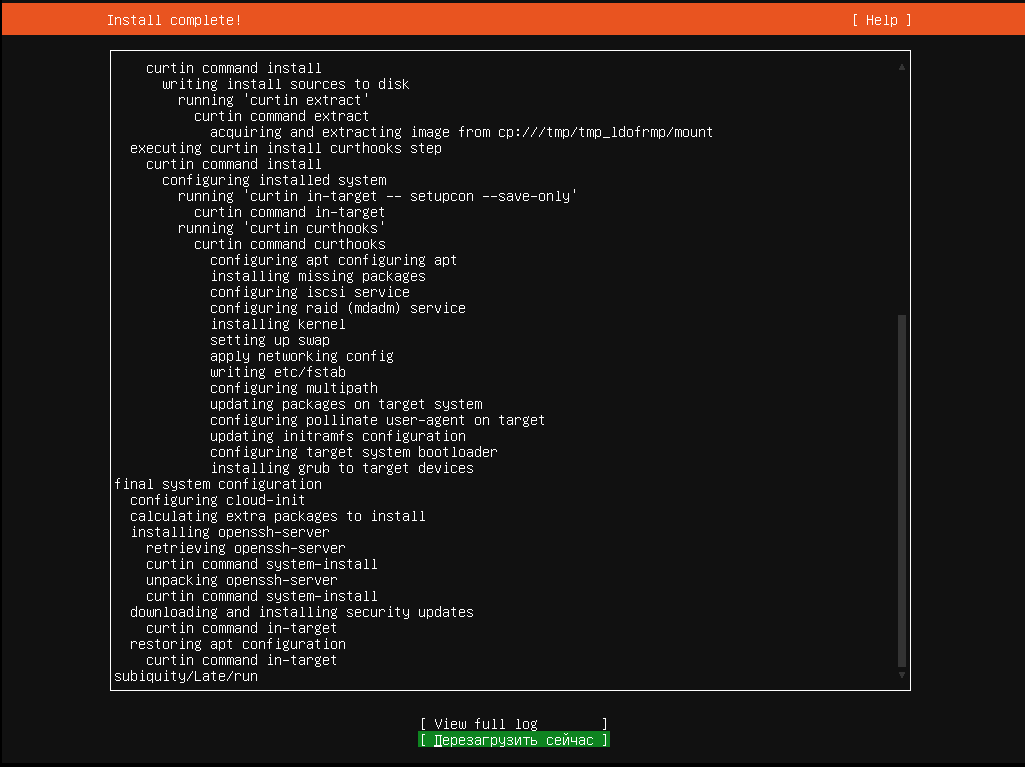 Install complete! [ Help ]
curtin command install
writing install sources to disk
running 'curtin extract'
curtin command extract
acquiring and extracting image from cp:///tmp/tmp_ldofrmp/mount
executing curtin install curthooks step
curtin command install
configuring installed system
running 'curtin in-target -- setupcon --save-only'
curtin command in-target
running 'curtin curthooks'
curtin command curthooks
configuring apt configuring apt
installing missing packages
configuring iscsi service
configuring raid (mdadm) service
installing kernel
setting up swap
apply networking config
writing etc/fstab
configuring multipath
updating packages on target system
configuring pollinate user-agent on target
updating initramfs configuration
configuring target system bootloader
installing grub to target devices
final system configuration
configuring cloud-init
calculating extra packages to install
installing openssh-server
retrieving openssh-server
curtin command system-install
unpacking openssh-server
curtin command system-install
downloading and installing security updates
curtin command in-target
restoring apt configuration
curtin command in-target
subiquity/Late/run
[ View full log ]
[ Перезагрузить сейчас ]